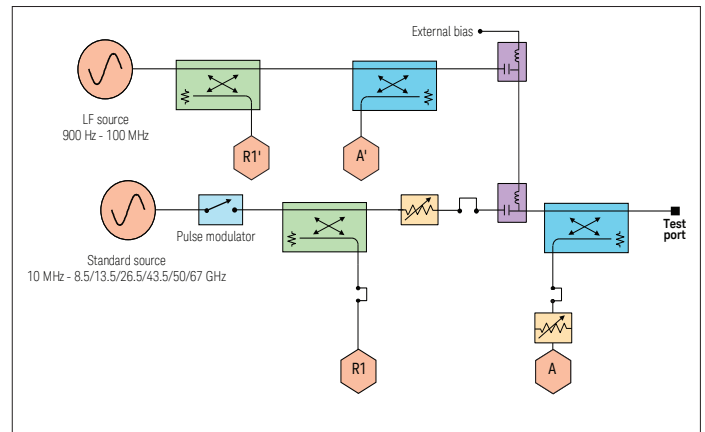 External bias
LF source
900 Hz - 100 MHz
R1'
A'
Pulse modulator
Test
port
Standard source
10 MHz - 8.5/13.5/26.5/43.5/50/67 GHz
R1
A